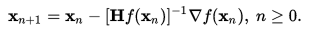 𝐱ₙ₊₁ = 𝐱ₙ − [𝐇f(𝐱ₙ)]⁻¹∇f(𝐱ₙ), n ≥ 0.